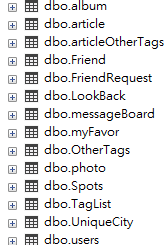 dbo.album
dbo.article
dbo.articleOtherTags
dbo.Friend
dbo.FriendRequest
dbo.LookBack
dbo.messageBoard
dbo.myFavor
dbo.OtherTags
dbo.photo
dbo.Spots
dbo.TagList
dbo.UniqueCity
dbo.users